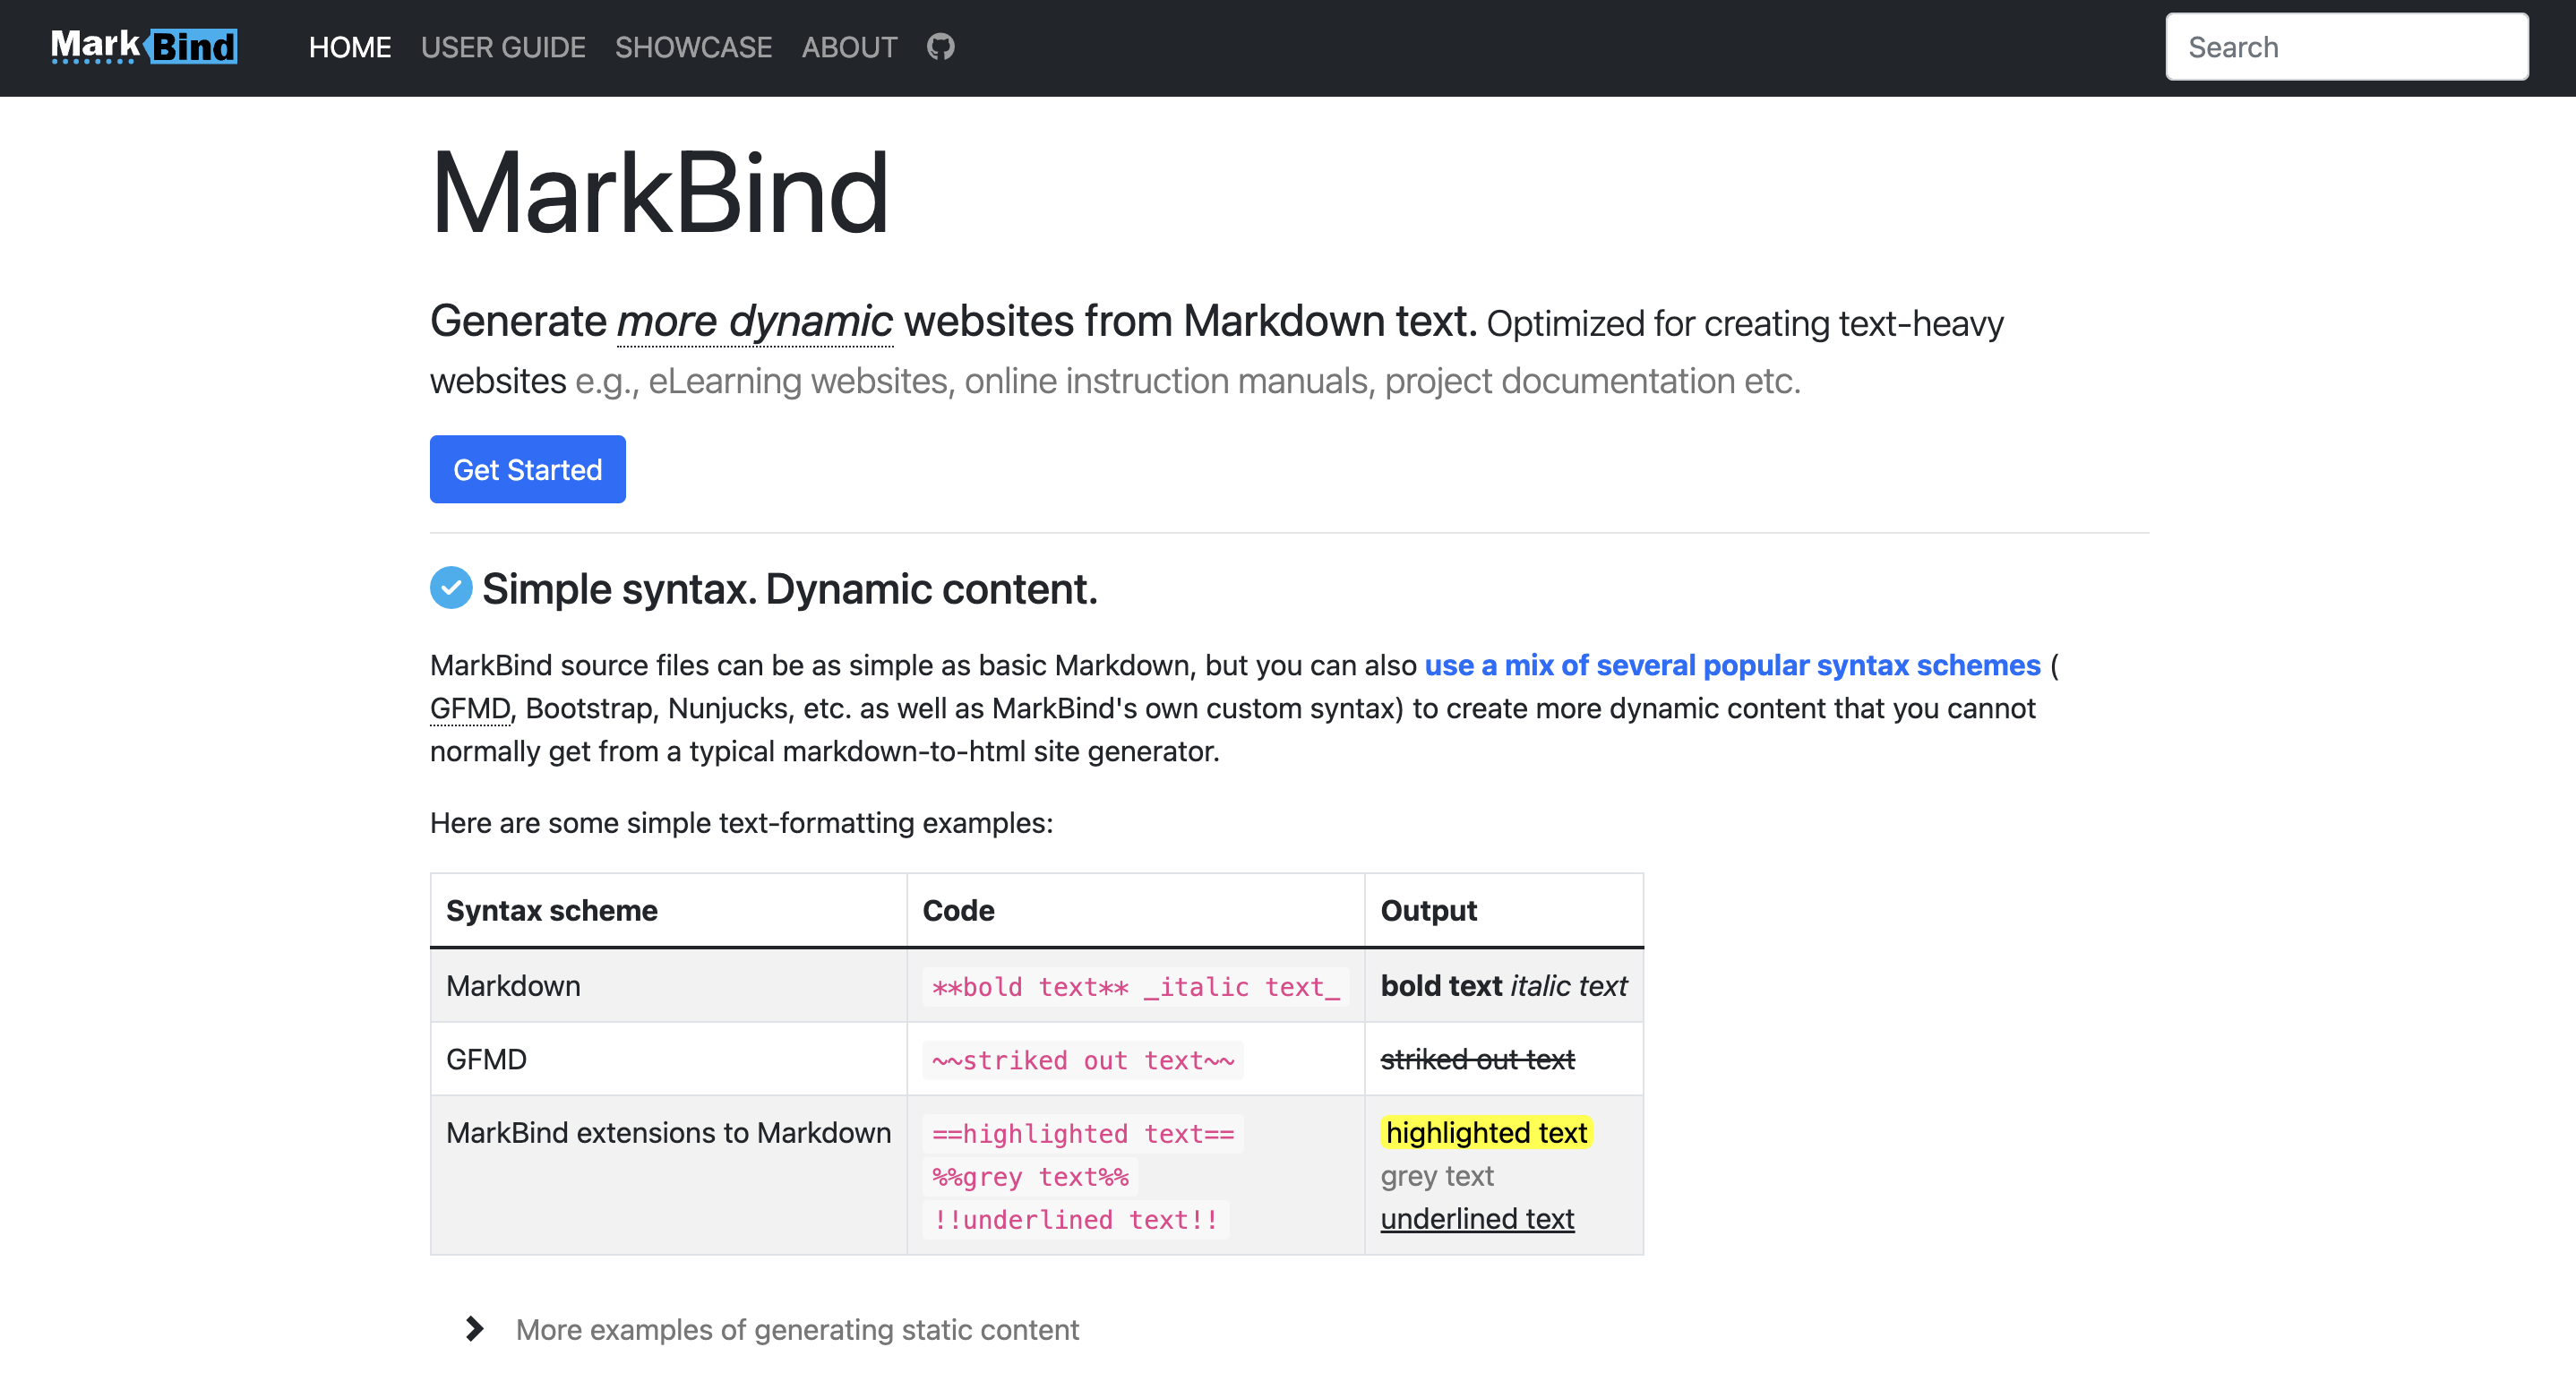 MarkBind HOME USER GUIDE SHOWCASE ABOUT Search
MarkBind
Generate more dynamic websites from Markdown text. Optimized for creating text-heavy
websites e.g., eLearning websites, online instruction manuals, project documentation etc.
Get Started
Simple syntax. Dynamic content.
MarkBind source files can be as simple as basic Markdown, but you can also use a mix of several popular syntax schemes (
GFMD, Bootstrap, Nunjucks, etc. as well as MarkBind's own custom syntax) to create more dynamic content that you cannot
normally get from a typical markdown-to-html site generator.
Here are some simple text-formatting examples:
Syntax scheme Code Output
Markdown **bold text** _italic text_ bold text italic text
GFMD ~~striked out text~~ striked out text
MarkBind extensions to Markdown ==highlighted text== highlighted text
%%grey text%% grey text
!!underlined text!! underlined text
More examples of generating static content